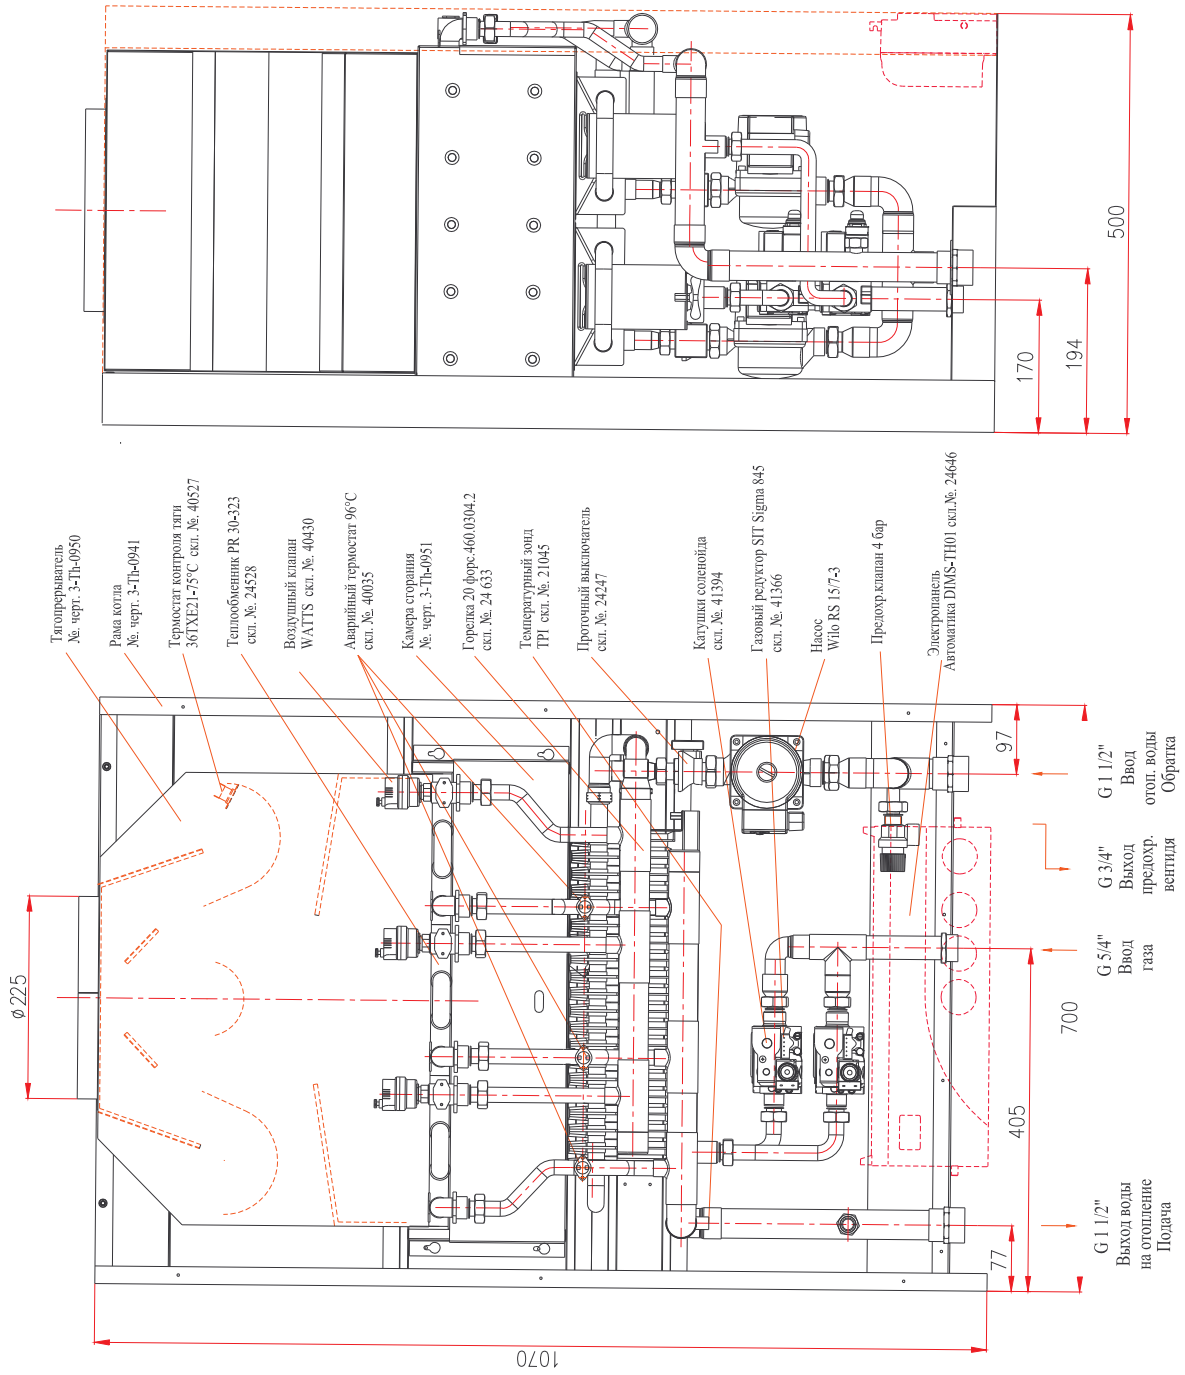 Тягопрерыватель
№. черт. 3-Th-0950
Рама котла
№. черт. 3-Th-0941
Термостат контроля тяги
36TXE21-75°C скл. №. 40527
Теплообменник PR 30-323
скл. №. 24528
Воздушный клапан
WATTS скл. №. 40430
Аварийный термостат 96°C
скл. №. 40035
Камера сгорания
№. черт. 3-Th-0951
Горелка 20 форс.460.0304.2
скл. №. 24 633
Температурный зонд
TPI скл. №. 21045
Проточный выключатель
скл. №. 24247
Катушки соленойда
скл. №. 41394
Газовый редуктор SIT Sigma 845
скл. №. 41366
Насос
Wilo RS 15/7-3
Предохр.клапан 4 бар
Электропанель
Автоматика DIMS-TH01 скл.№. 24646
500
194
170
ø225
1070
97
700
405
77
G 1 1/2"
Ввод
отоп. воды
Обратка
G 3/4"
Выход
предохр.
вентидя
G 5/4"
Ввод
газа
G 1 1/2"
Выход воды
на отопление
Подача